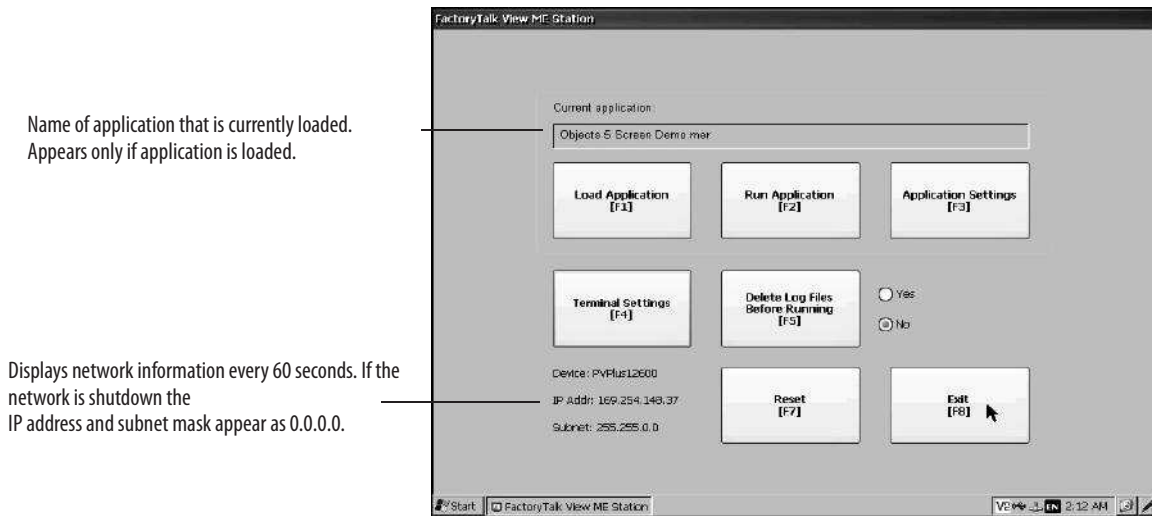 FactoryTalk View ME Station
Name of application that is currently loaded.
Appears only if application is loaded.
Current application:
Objects 5 Screen Demo.mer
Load Application
[F1]
Run Application
[F2]
Application Settings
[F3]
Terminal Settings
[F4]
Delete Log Files
Before Running
[F5]
Yes
No
Displays network information every 60 seconds. If the
network is shutdown the
IP address and subnet mask appear as 0.0.0.0.
Device: PVPlus12600
IP Addr: 169.254.148.37
Subnet: 255.255.0.0
Reset
[F7]
Exit
[F8]
Start
FactoryTalk View ME Station
EN
2:12 AM